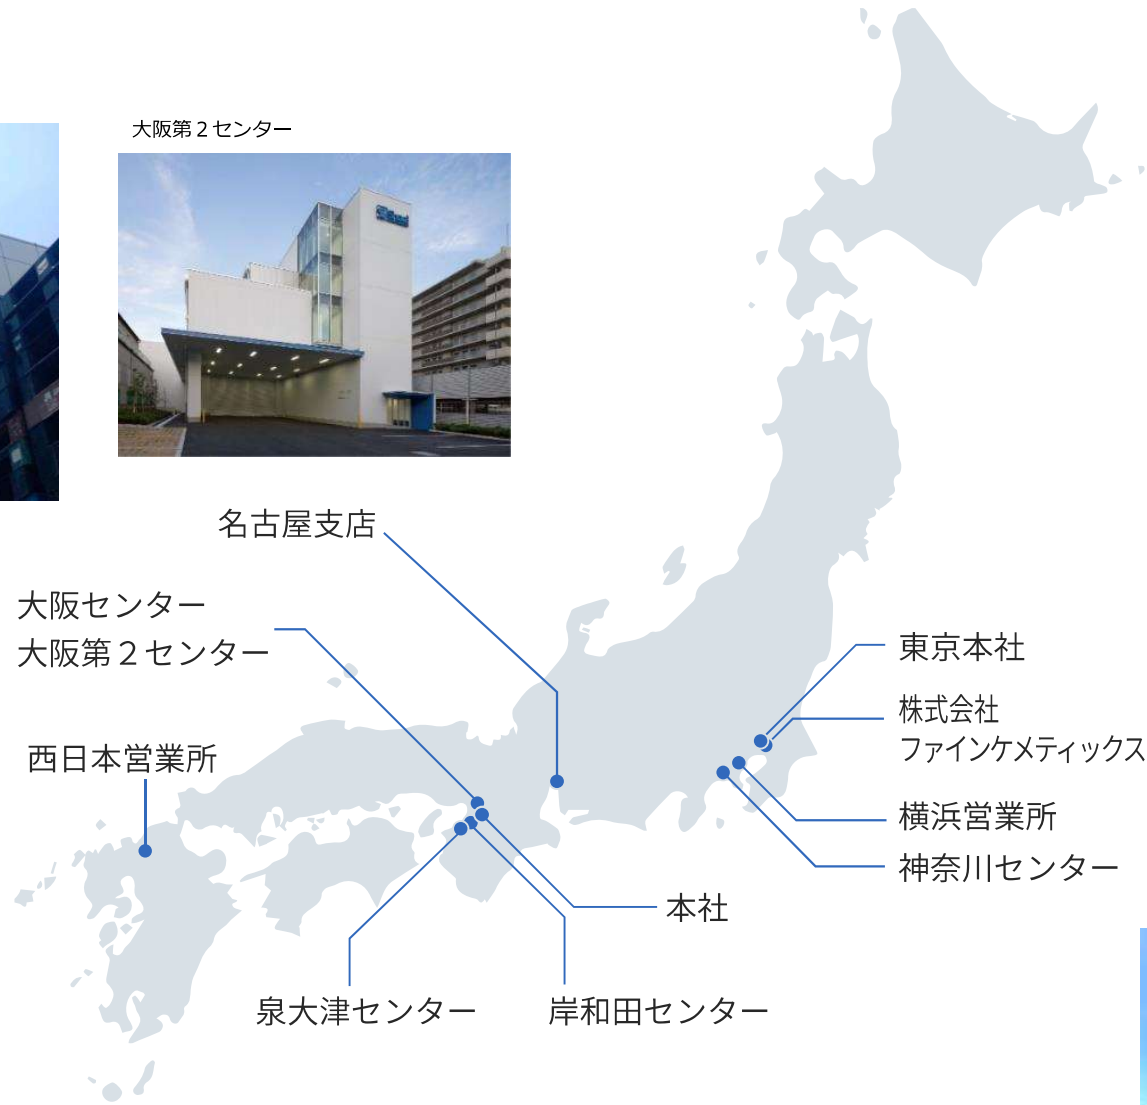 大阪第２センター
名古屋支店
大阪センター
大阪第２センター
西日本営業所
東京本社
株式会社
ファインケメティックス
横浜営業所
神奈川センター
本社
泉大津センター
岸和田センター